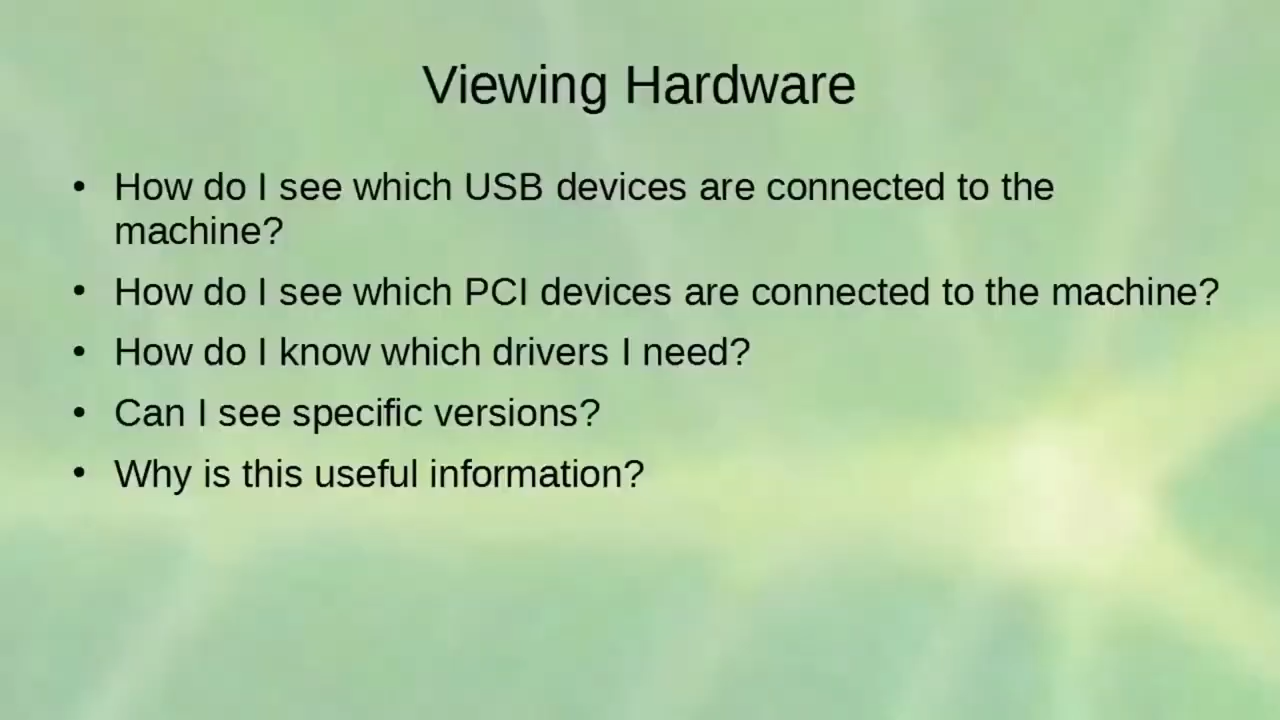 Viewing Hardware
• How do I see which USB devices are connected to the
machine?
• How do I see which PCI devices are connected to the machine?
• How do I know which drivers I need?
• Can I see specific versions?
• Why is this useful information?